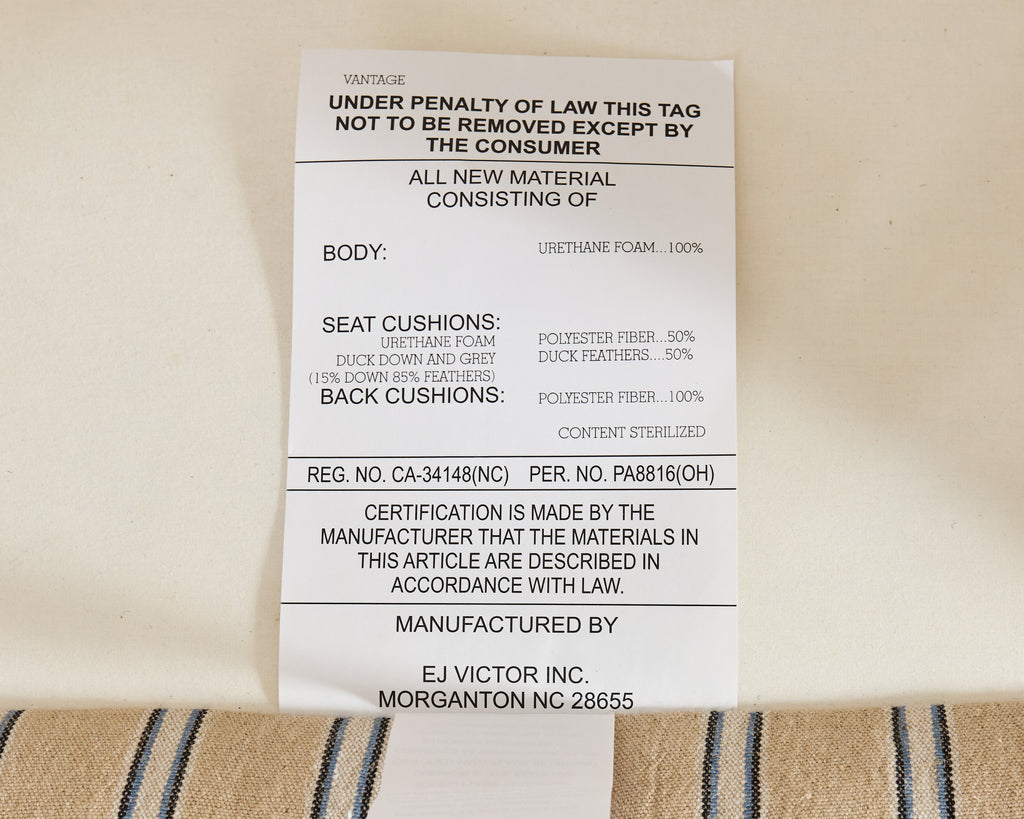 VANTAGE
UNDER PENALTY OF LAW THIS TAG
NOT TO BE REMOVED EXCEPT BY
THE CONSUMER
ALL NEW MATERIAL
CONSISTING OF
BODY: URETHANE FOAM...100%
SEAT CUSHIONS:
URETHANE FOAM POLYESTER FIBER...50%
DUCK DOWN AND GREY DUCK FEATHERS....50%
(15% DOWN 85% FEATHERS)
BACK CUSHIONS: POLYESTER FIBER...100%
CONTENT STERILIZED
REG. NO. CA-34148(NC) PER. NO. PA8816(OH)
CERTIFICATION IS MADE BY THE
MANUFACTURER THAT THE MATERIALS IN
THIS ARTICLE ARE DESCRIBED IN
ACCORDANCE WITH LAW.
MANUFACTURED BY
EJ VICTOR INC.
MORGANTON NC 28655